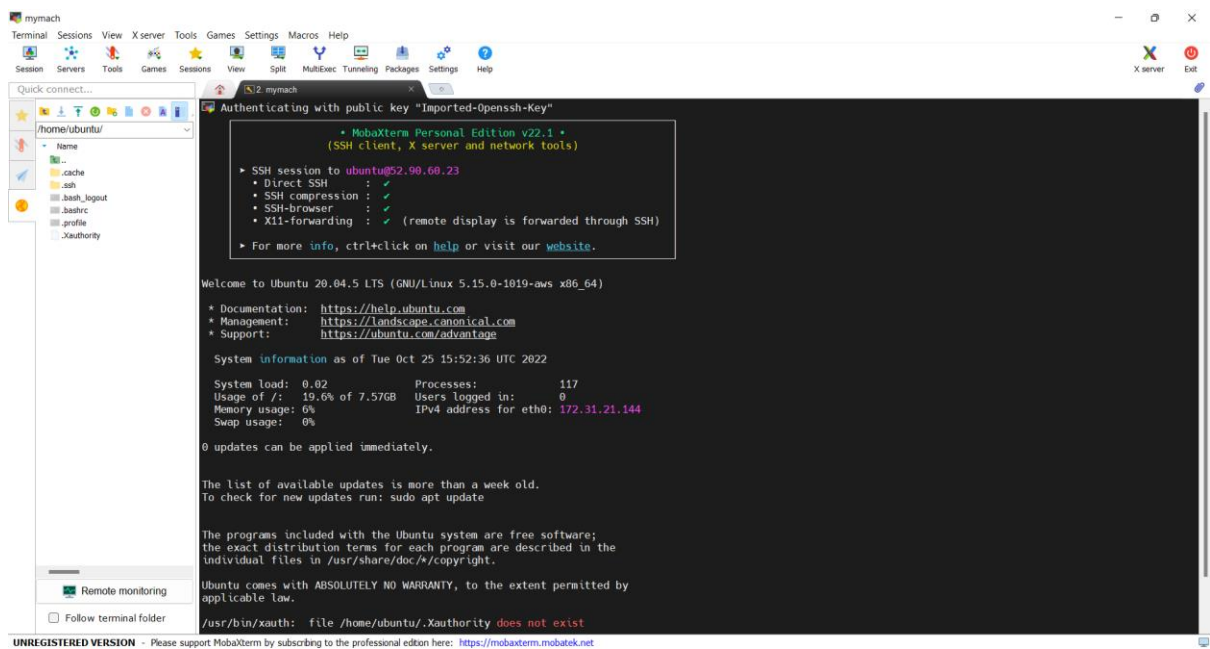 mymach
Terminal Sessions View X server Tools Games Settings Macros Help
Session Servers Tools Games Sessions View Split MultiExec Tunneling Packages Settings Help X server Exit
Quick connect...
2. mymach
/home/ubuntu/
Name
..
.cache
.ssh
.bash_logout
.bashrc
.profile
.Xauthority
Remote monitoring
Follow terminal folder
Authenticating with public key "Imported-Openssh-Key"
• MobaXterm Personal Edition v22.1 •
(SSH client, X server and network tools)
► SSH session to ubuntu@52.90.60.23
• Direct SSH : ✔
• SSH compression : ✔
• SSH-browser : ✔
• X11-forwarding : ✔ (remote display is forwarded through SSH)
► For more info, ctrl+click on help or visit our website.
Welcome to Ubuntu 20.04.5 LTS (GNU/Linux 5.15.0-1019-aws x86_64)
* Documentation: https://help.ubuntu.com
* Management: https://landscape.canonical.com
* Support: https://ubuntu.com/advantage
System information as of Tue Oct 25 15:52:36 UTC 2022
System load: 0.02 Processes: 117
Usage of /: 19.6% of 7.57GB Users logged in: 0
Memory usage: 6% IPv4 address for eth0: 172.31.21.144
Swap usage: 0%
0 updates can be applied immediately.
The list of available updates is more than a week old.
To check for new updates run: sudo apt update
The programs included with the Ubuntu system are free software;
the exact distribution terms for each program are described in the
individual files in /usr/share/doc/*/copyright.
Ubuntu comes with ABSOLUTELY NO WARRANTY, to the extent permitted by
applicable law.
/usr/bin/xauth: file /home/ubuntu/.Xauthority does not exist
UNREGISTERED VERSION - Please support MobaXterm by subscribing to the professional edition here: https://mobaxterm.mobatek.net